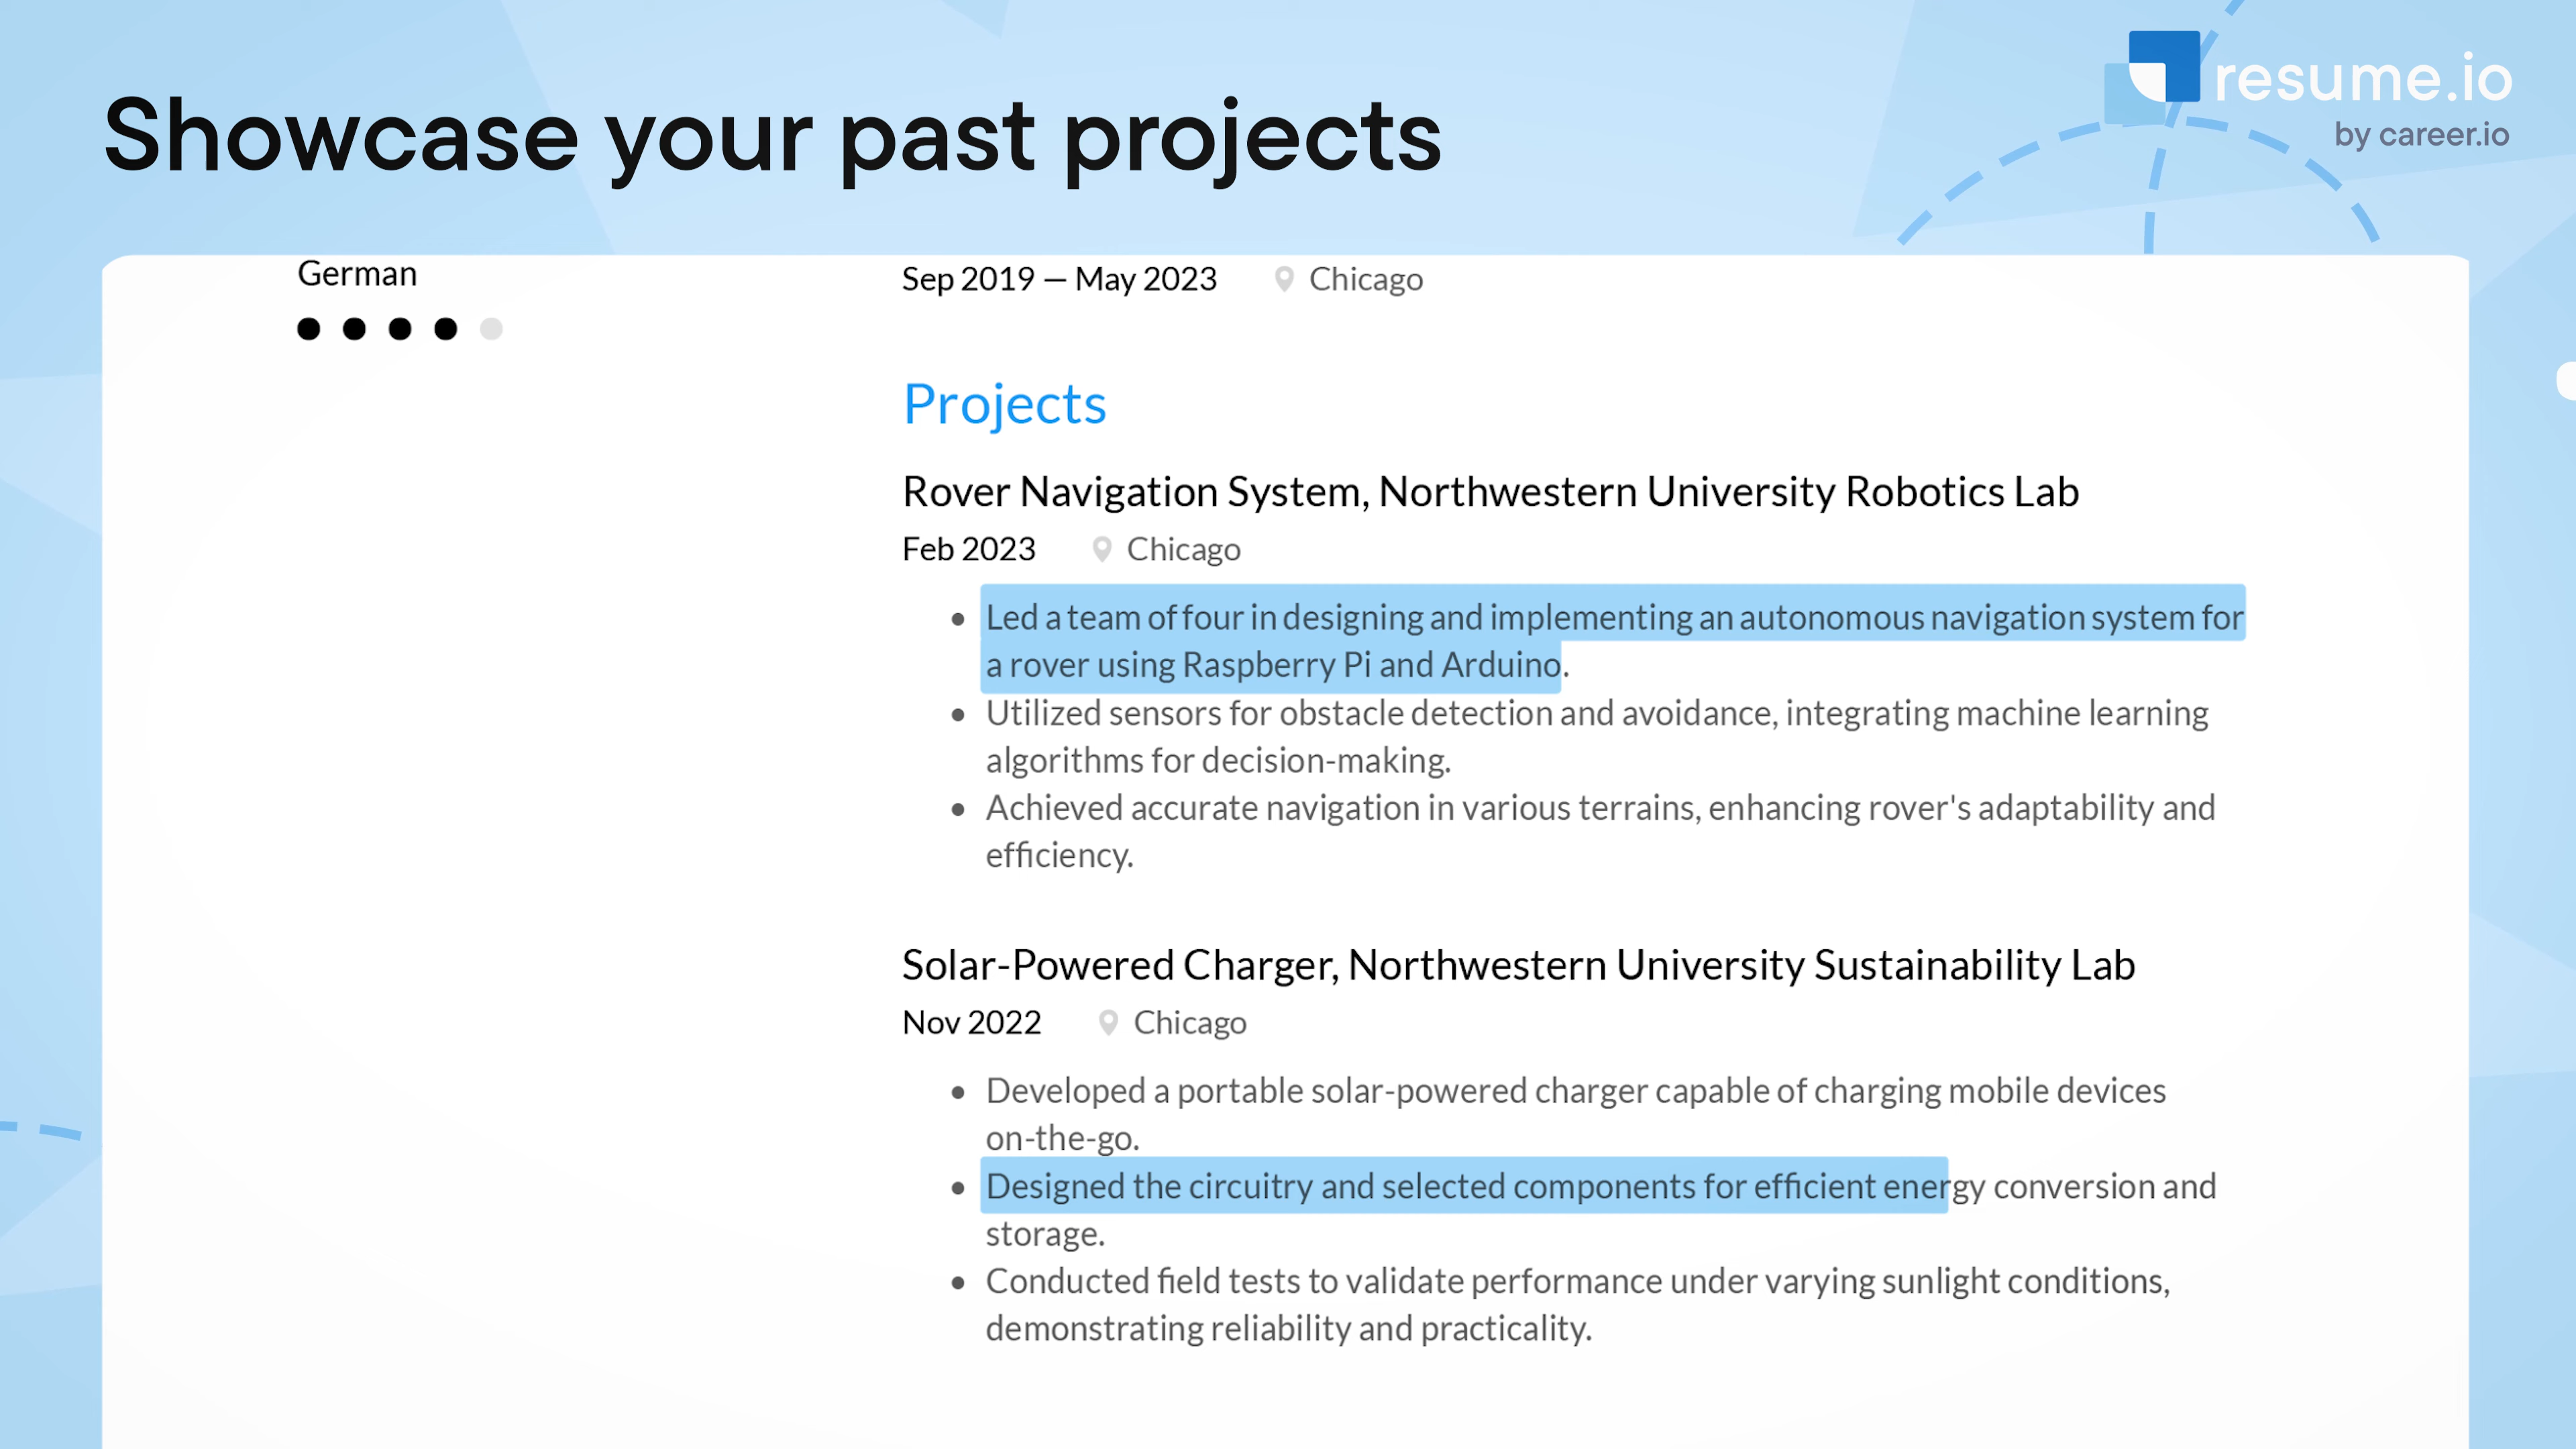 Showcase your past projects
resume.io
by career.io
German
Sep 2019 — May 2023 Chicago
Projects
Rover Navigation System, Northwestern University Robotics Lab
Feb 2023 Chicago
• Led a team of four in designing and implementing an autonomous navigation system for
a rover using Raspberry Pi and Arduino.
• Utilized sensors for obstacle detection and avoidance, integrating machine learning
algorithms for decision-making.
• Achieved accurate navigation in various terrains, enhancing rover's adaptability and
efficiency.
Solar-Powered Charger, Northwestern University Sustainability Lab
Nov 2022 Chicago
• Developed a portable solar-powered charger capable of charging mobile devices
on-the-go.
• Designed the circuitry and selected components for efficient energy conversion and
storage.
• Conducted field tests to validate performance under varying sunlight conditions,
demonstrating reliability and practicality.